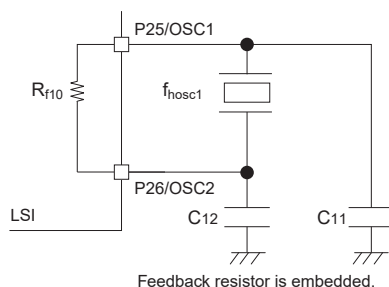 P25/OSC1
Rf10
fhosc1
P26/OSC2
LSI
C12
C11
Feedback resistor is embedded.